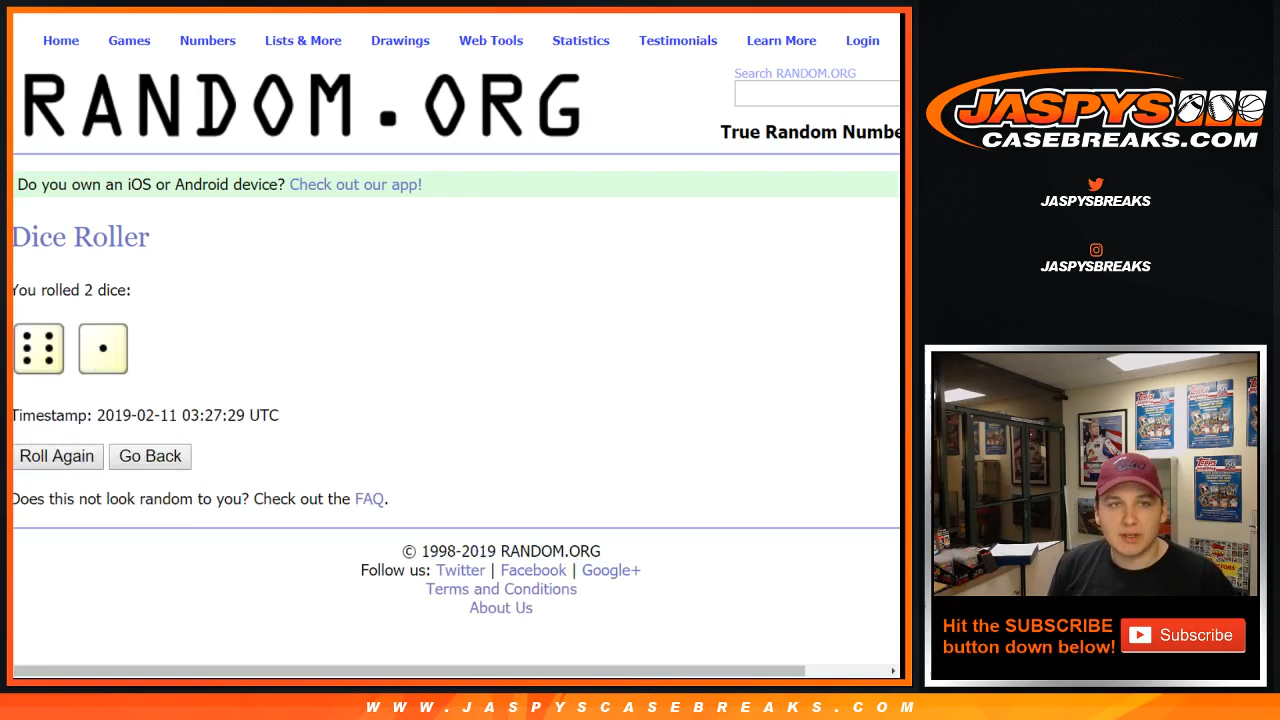 Home Games Numbers Lists & More Drawings Web Tools Statistics Testimonials Learn More Login
RANDOM.ORG
Search RANDOM.ORG
True Random Numbe
Do you own an iOS or Android device? Check out our app!
Dice Roller
You rolled 2 dice:
Timestamp: 2019-02-11 03:27:29 UTC
Roll Again Go Back
Does this not look random to you? Check out the FAQ.
© 1998-2019 RANDOM.ORG
Follow us: Twitter | Facebook | Google+
Terms and Conditions
About Us
JASPYS
CASEBREAKS.COM
JASPYSBREAKS
JASPYSBREAKS
Topps
Topps
Topps
Hit the SUBSCRIBE
button down below!
Subscribe
WWW.JASPYSCASEBREAKS.COM